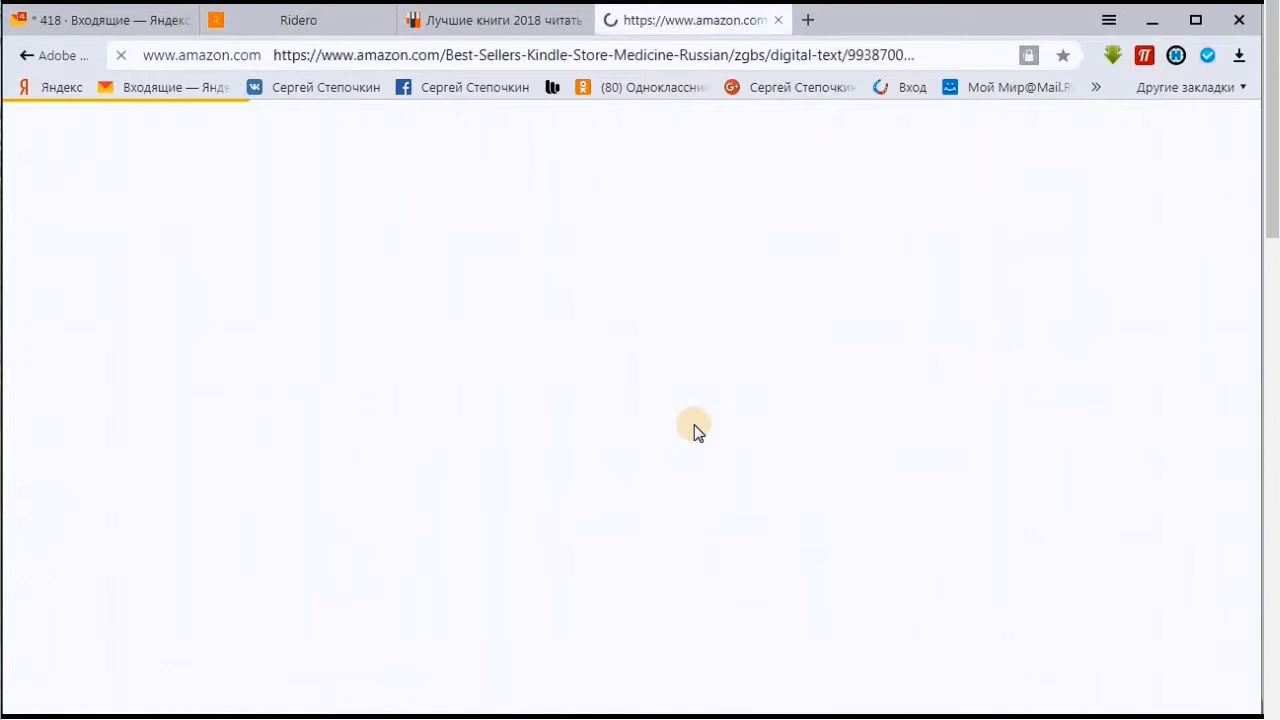 4 * 418 · Входящие — Яндекс R Ridero Лучшие книги 2018 читать https://www.amazon.com
Adobe ... www.amazon.com https://www.amazon.com/Best-Sellers-Kindle-Store-Medicine-Russian/zgbs/digital-text/9938700...
Я Яндекс Входящие — Янде Сергей Степочкин Сергей Степочкин (80) Одноклассни G+ Сергей Степочкин Вход Мой Мир@Mail.R » Другие закладки